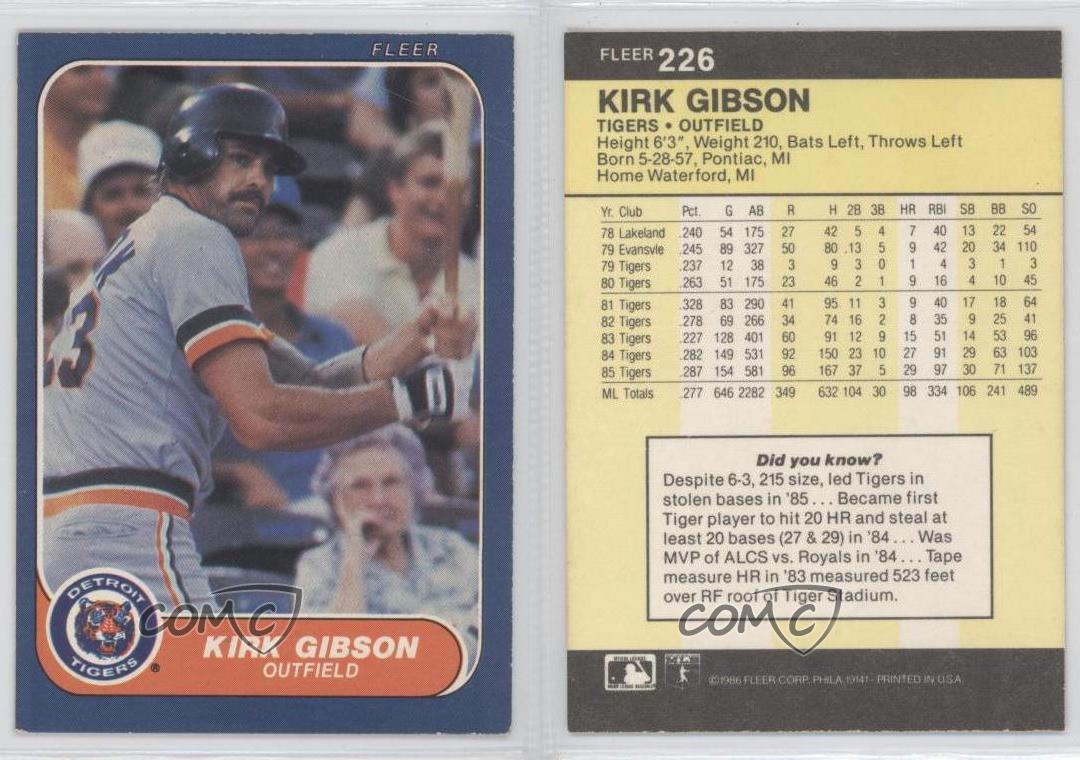 FLEER
23
DETROIT
TIGERS
®
KIRK GIBSON
OUTFIELD
COMC
FLEER 226
KIRK GIBSON
TIGERS • OUTFIELD
Height 6'3", Weight 210, Bats Left, Throws Left
Born 5-28-57, Pontiac, MI
Home Waterford, MI
Yr. Club Pct. G AB R H 2B 3B HR RBI SB BB SO
78 Lakeland .240 54 175 27 42 5 4 7 40 13 22 54
79 Evansvle .245 89 327 50 80 .13 5 9 42 20 34 110
79 Tigers .237 12 38 3 9 3 0 1 4 3 1 3
80 Tigers .263 51 175 23 46 2 1 9 16 4 10 45
81 Tigers .328 83 290 41 95 11 3 9 40 17 18 64
82 Tigers .278 69 266 34 74 16 2 8 35 9 25 41
83 Tigers .227 128 401 60 91 12 9 15 51 14 53 96
84 Tigers .282 149 531 92 150 23 10 27 91 29 63 103
85 Tigers .287 154 581 96 167 37 5 29 97 30 71 137
ML Totals .277 646 2282 349 632 104 30 98 334 106 241 489
Did you know?
Despite 6-3, 215 size, led Tigers in
stolen bases in '85 . . . Became first
Tiger player to hit 20 HR and steal at
least 20 bases (27 & 29) in '84 . . . Was
MVP of ALCS vs. Royals in '84 . . . Tape
measure HR in '83 measured 523 feet
over RF roof of Tiger Stadium.
COMC
©1986 FLEER CORP. PHILA. 19141 - PRINTED IN U.S.A.